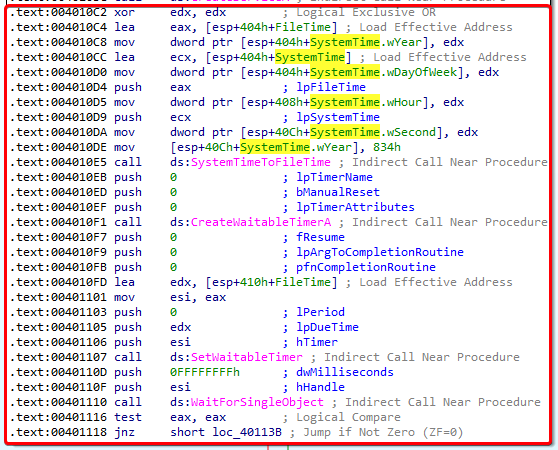 .text:004010C2 xor     edx, edx        ; Logical Exclusive OR
.text:004010C4 lea     eax, [esp+404h+FileTime] ; Load Effective Address
.text:004010C8 mov     dword ptr [esp+404h+SystemTime.wYear], edx
.text:004010CC lea     ecx, [esp+404h+SystemTime] ; Load Effective Address
.text:004010D0 mov     dword ptr [esp+404h+SystemTime.wDayOfWeek], edx
.text:004010D4 push    eax             ; lpFileTime
.text:004010D5 mov     dword ptr [esp+408h+SystemTime.wHour], edx
.text:004010D9 push    ecx             ; lpSystemTime
.text:004010DA mov     dword ptr [esp+40Ch+SystemTime.wSecond], edx
.text:004010DE mov     [esp+40Ch+SystemTime.wYear], 834h
.text:004010E5 call    ds:SystemTimeToFileTime ; Indirect Call Near Procedure
.text:004010EB push    0               ; lpTimerName
.text:004010ED push    0               ; bManualReset
.text:004010EF push    0               ; lpTimerAttributes
.text:004010F1 call    ds:CreateWaitableTimerA ; Indirect Call Near Procedure
.text:004010F7 push    0               ; fResume
.text:004010F9 push    0               ; lpArgToCompletionRoutine
.text:004010FB push    0               ; pfnCompletionRoutine
.text:004010FD lea     edx, [esp+410h+FileTime] ; Load Effective Address
.text:00401101 mov     esi, eax
.text:00401103 push    0               ; lPeriod
.text:00401105 push    edx             ; lpDueTime
.text:00401106 push    esi             ; hTimer
.text:00401107 call    ds:SetWaitableTimer ; Indirect Call Near Procedure
.text:0040110D push    0FFFFFFFFh      ; dwMilliseconds
.text:0040110F push    esi             ; hHandle
.text:00401110 call    ds:WaitForSingleObject ; Indirect Call Near Procedure
.text:00401116 test    eax, eax        ; Logical Compare
.text:00401118 jnz     short loc_40113B ; Jump if Not Zero (ZF=0)